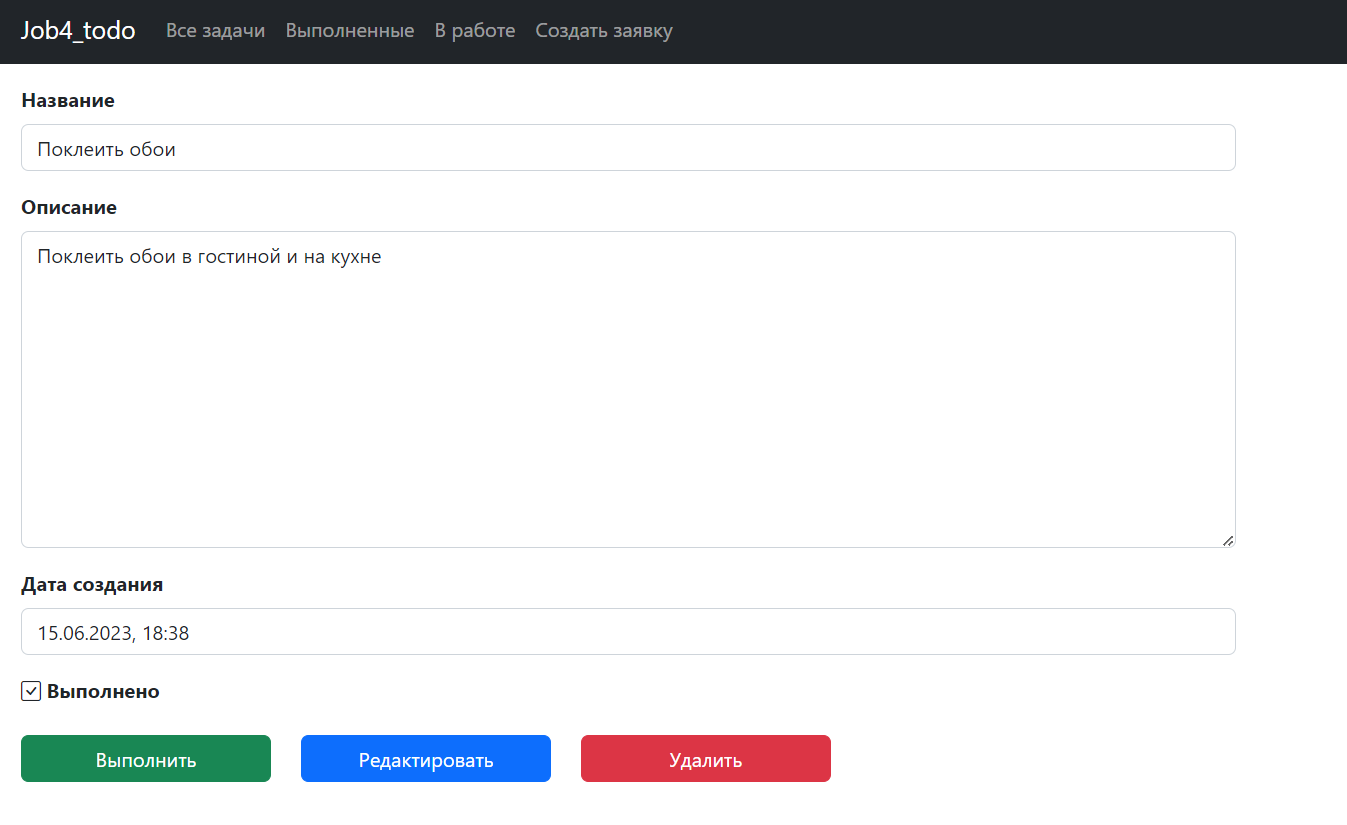 Job4_todo Все задачи Выполненные В работе Создать заявку
Название
Поклеить обои
Описание
Поклеить обои в гостиной и на кухне
Дата создания
15.06.2023, 18:38
Выполнено
Выполнить Редактировать Удалить